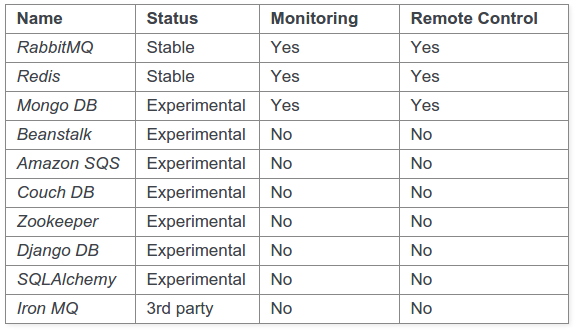 Name Status Monitoring Remote Control
RabbitMQ Stable Yes Yes
Redis Stable Yes Yes
Mongo DB Experimental Yes Yes
Beanstalk Experimental No No
Amazon SQS Experimental No No
Couch DB Experimental No No
Zookeeper Experimental No No
Django DB Experimental No No
SQLAlchemy Experimental No No
Iron MQ 3rd party No No